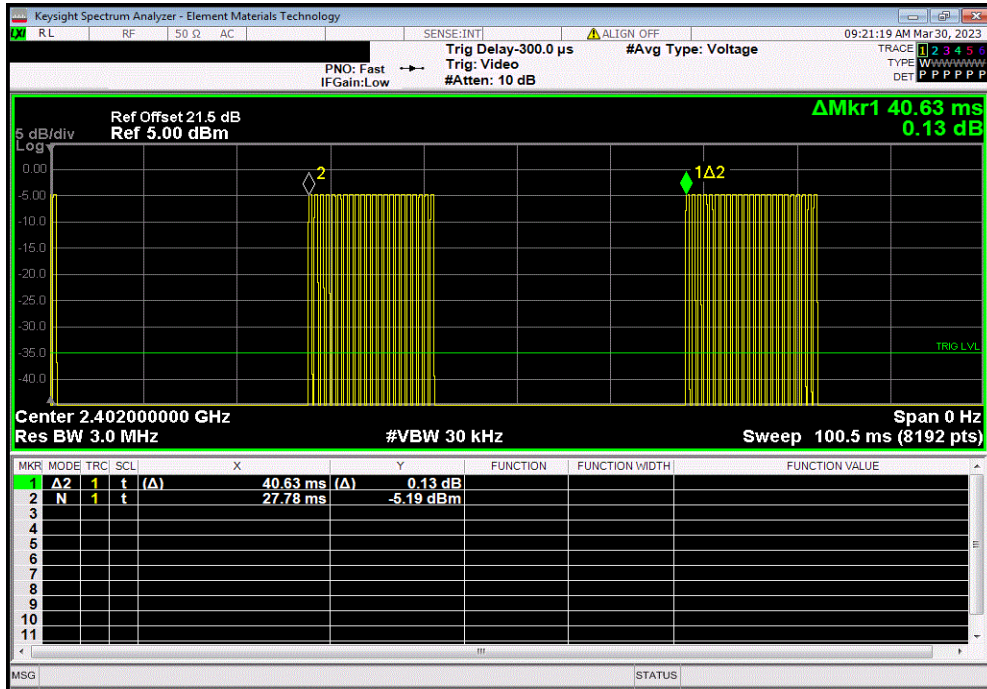 Keysight Spectrum Analyzer - Element Materials Technology
LXI RL RF 50 Ω AC SENSE:INT ALIGN OFF 09:21:19 AM Mar 30, 2023
Trig Delay-300.0 µs #Avg Type: Voltage TRACE 1 2 3 4 5 6
PNO: Fast Trig: Video TYPE WWWWWW
IFGain:Low #Atten: 10 dB DET P P P P P P
ΔMkr1 40.63 ms
0.13 dB
Ref Offset 21.5 dB
5 dB/div Ref 5.00 dBm
Log
0.00
2
1Δ2
-5.00
-10.0
-15.0
-20.0
-25.0
-30.0
-35.0
TRIG LVL
-40.0
Center 2.402000000 GHz Span 0 Hz
Res BW 3.0 MHz #VBW 30 kHz Sweep 100.5 ms (8192 pts)
MKR MODE TRC SCL X Y FUNCTION FUNCTION WIDTH FUNCTION VALUE
1 Δ2 1 t (Δ) 40.63 ms (Δ) 0.13 dB
2 N 1 t 27.78 ms -5.19 dBm
3
4
5
6
7
8
9
10
11
MSG STATUS